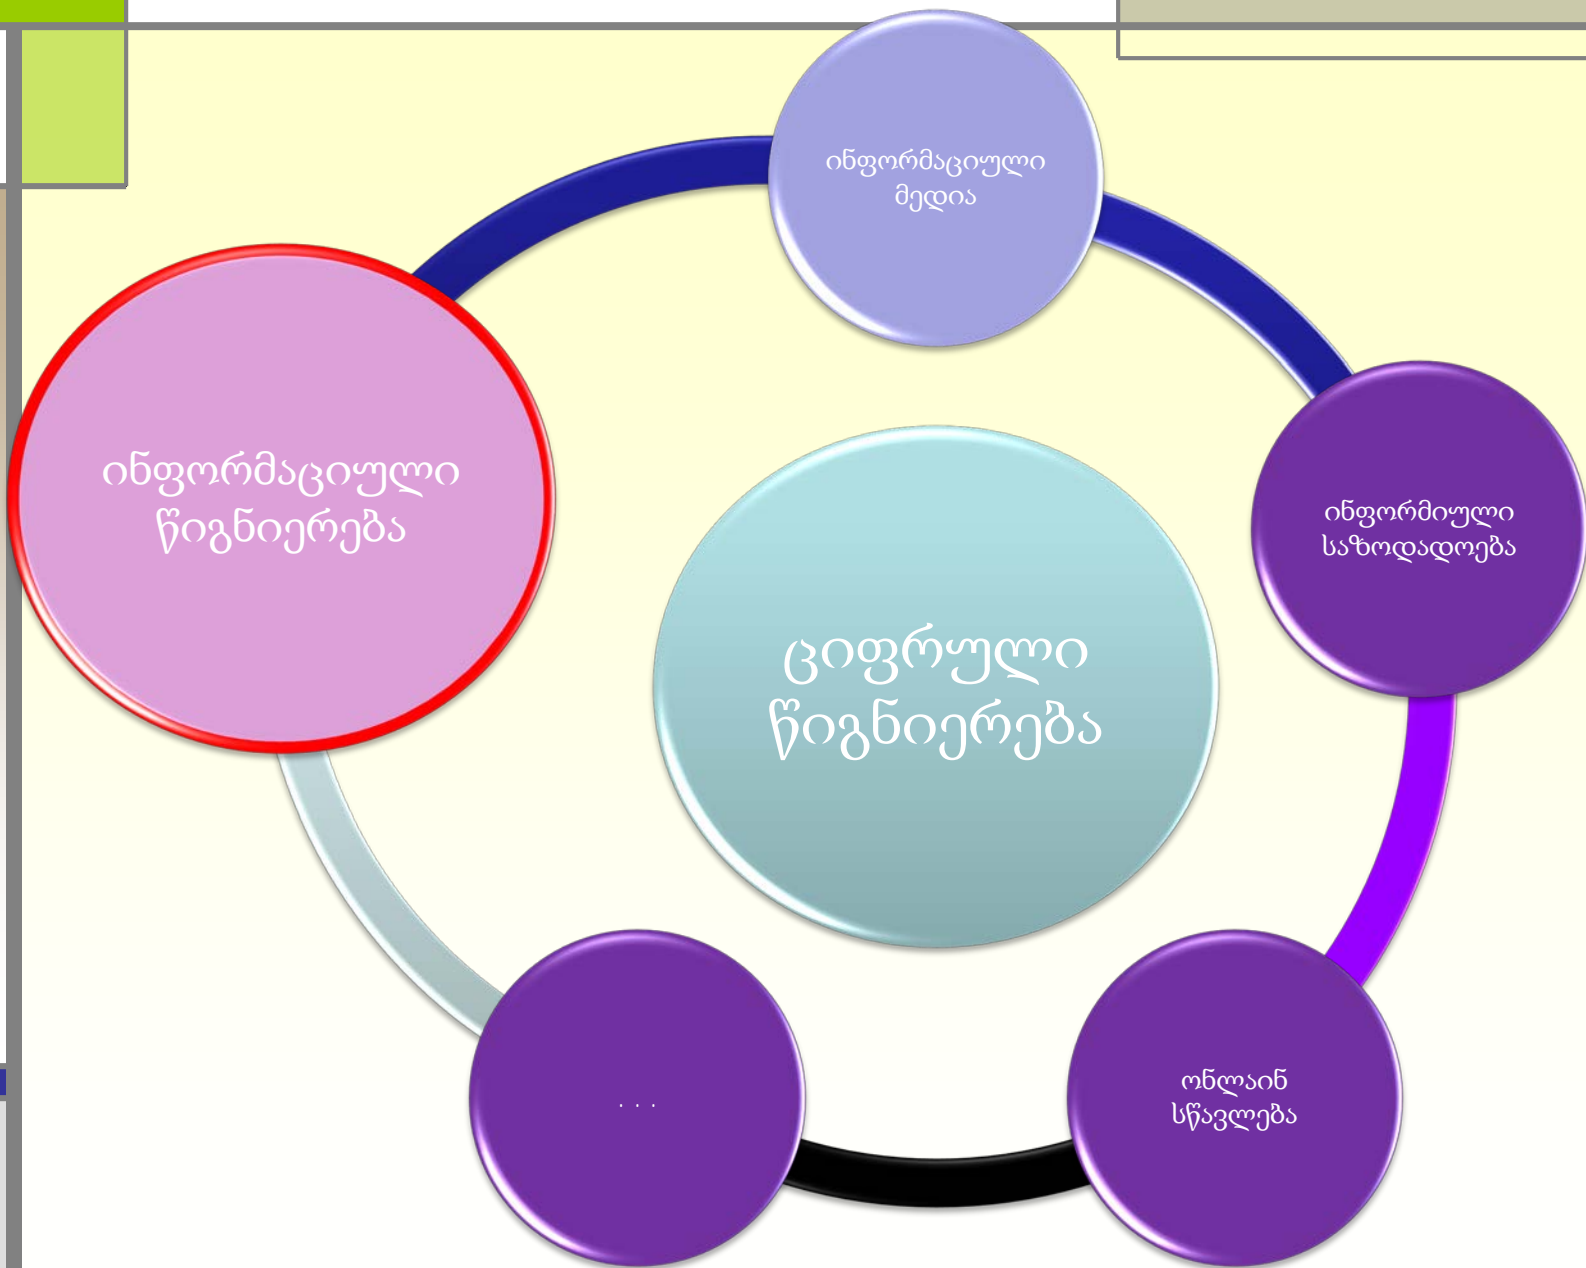 ინფორმაციული
მედია
ინფორმაციული
წიგნიერება
ინფორმიული
საზოდადოება
ციფრული
წიგნიერება
ონლაინ
სწავლება
. . .